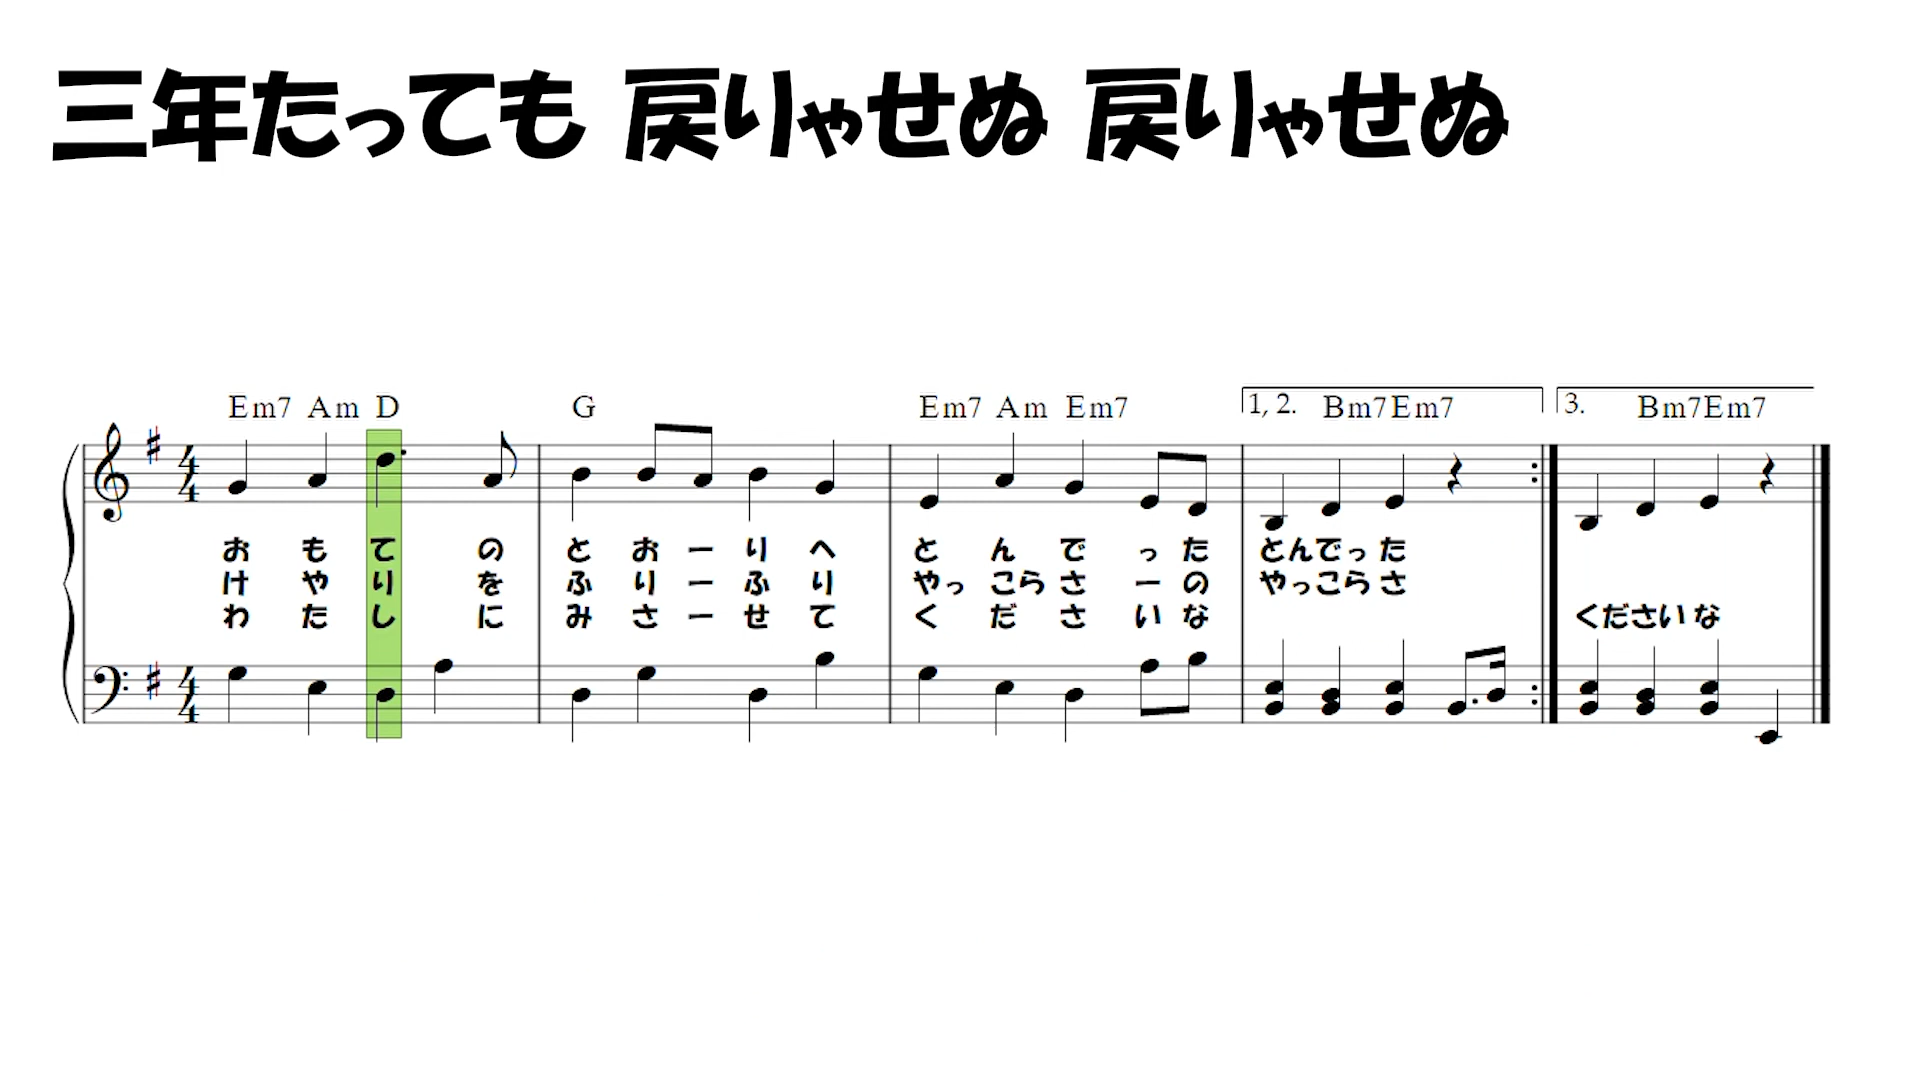 三年たっても 戻りゃせぬ 戻りゃせぬ
Em7 Am D G Em7 Am Em7 1, 2. Bm7 Em7 3. Bm7 Em7
お も て の と お ー り へ と ん で っ た とんでった
け や り を ふ り ー ふ り やっ こら さ ー の やっこらさ
わ た し に み さ ー せ て く だ さ い な くださいな